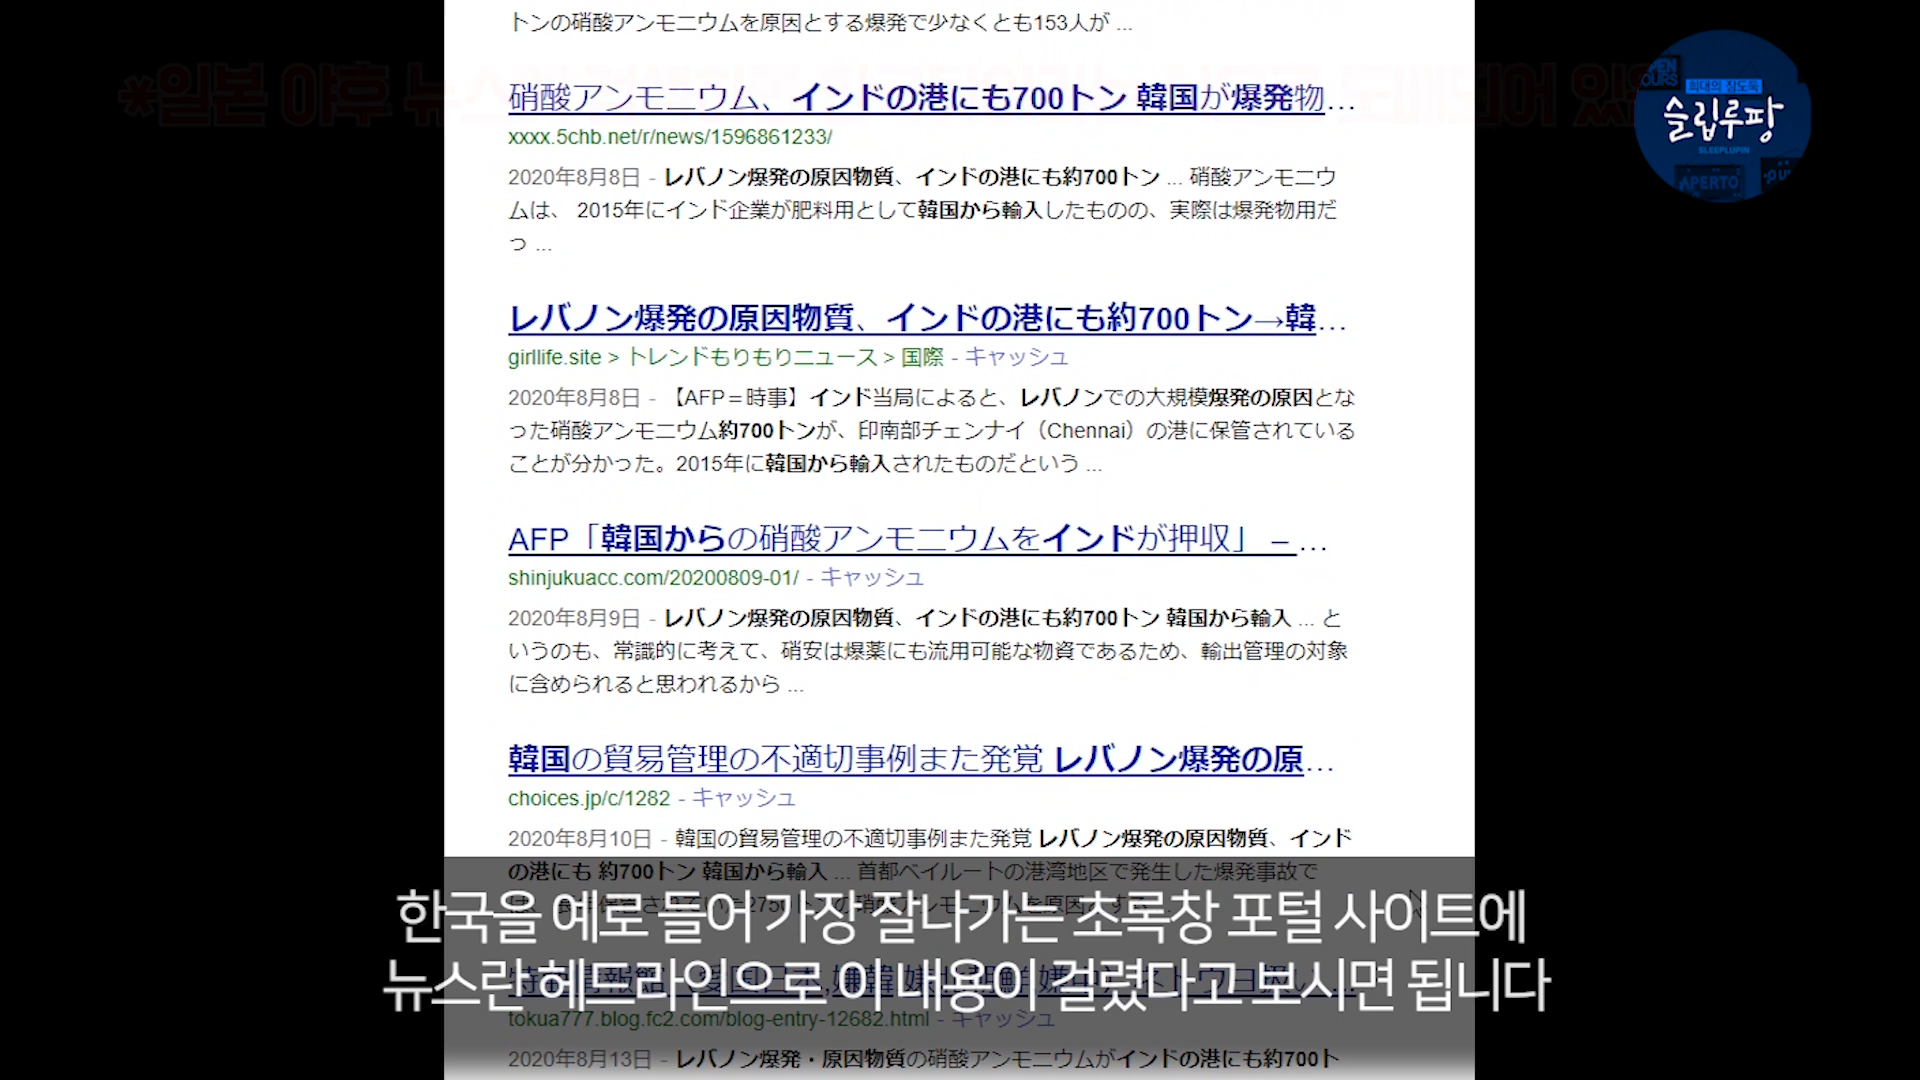 トンの硝酸アンモニウムを原因とする爆発で少なくとも153人が ...
*일본 야후 뉴스
되어 있
硝酸アンモニウム、インドの港にも700トン 韓国が爆発物...
xxxx.5chb.net/r/news/1596861233/
2020年8月8日 - レバノン爆発の原因物質、インドの港にも約700トン ... 硝酸アンモニウ
ムは、 2015年にインド企業が肥料用として韓国から輸入したものの、実際は爆発物用だ
っ ...
レバノン爆発の原因物質、インドの港にも約700トン→韓...
girllife.site > トレンドもりもりニュース > 国際 - キャッシュ
2020年8月8日 - 【AFP＝時事】インド当局によると、レバノンでの大規模爆発の原因とな
った硝酸アンモニウム約700トンが、印南部チェンナイ（Chennai）の港に保管されている
ことが分かった。2015年に韓国から輸入されたものだという ...
AFP「韓国からの硝酸アンモニウムをインドが押収」 – ...
shinjukuacc.com/20200809-01/ - キャッシュ
2020年8月9日 - レバノン爆発の原因物質、インドの港にも約700トン 韓国から輸入 ... と
いうのも、常識的に考えて、硝安は爆薬にも流用可能な物資であるため、輸出管理の対象
に含められると思われるから ...
韓国の貿易管理の不適切事例また発覚 レバノン爆発の原...
choices.jp/c/1282 - キャッシュ
2020年8月10日 - 韓国の貿易管理の不適切事例また発覚 レバノン爆発の原因物質、インド
の港にも 約700トン 韓国から輸入 ... 首都ベイルートの港湾地区で発生した爆発事故で
tokua777.blog.fc2.com/blog-entry-12682.html - キャッシュ
2020年8月13日 - レバノン爆発・原因物質の硝酸アンモニウムがインドの港にも約700ト
한국을 예로 들어 가장 잘나가는 초록창 포털 사이트에
뉴스란 헤드라인으로 이 내용이 걸렸다고 보시면 됩니다
희대의 잠도둑
슬립루팡
SLEEPLUPIN
APERTO